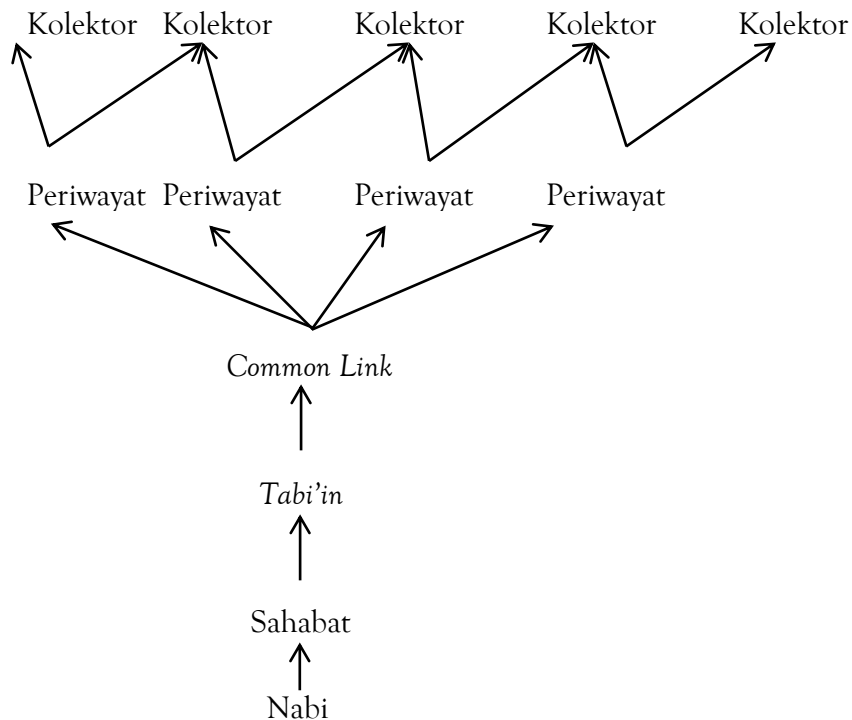 Kolektor Kolektor Kolektor Kolektor Kolektor
Periwayat Periwayat Periwayat Periwayat
Common Link
Tabi’in
Sahabat
Nabi